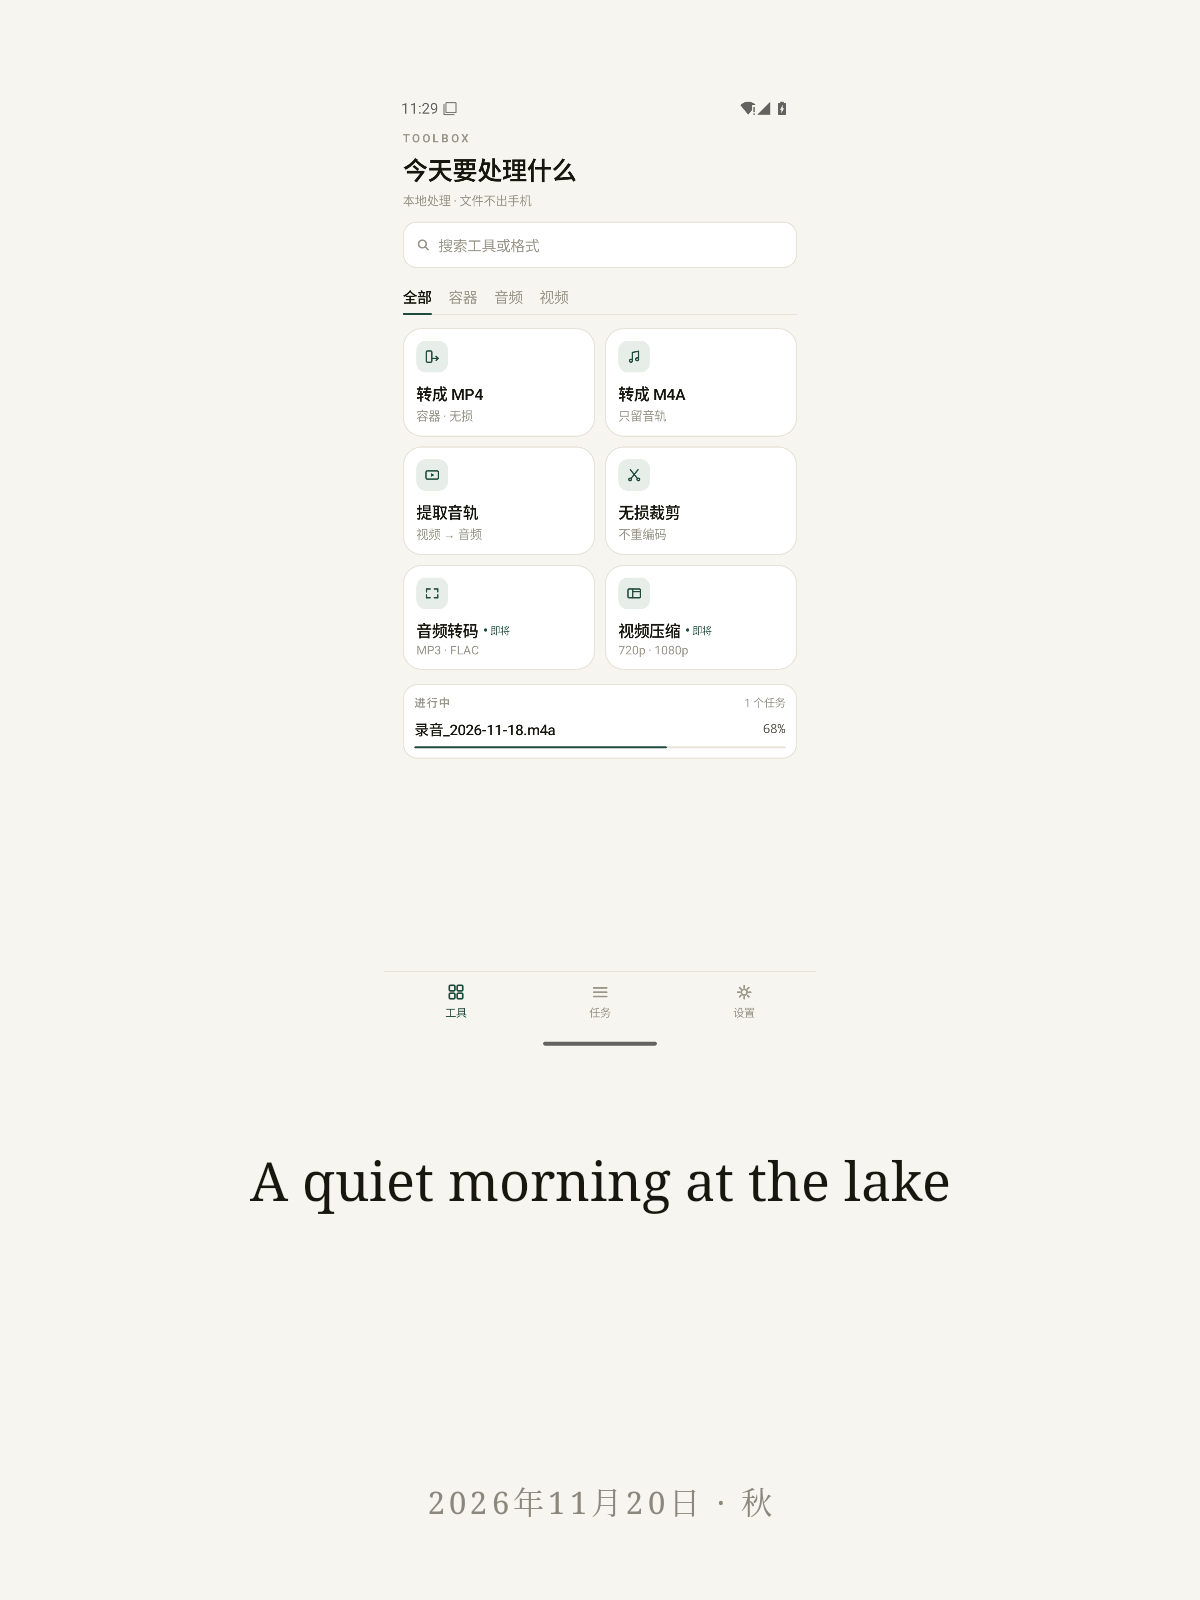 11:29
TOOLBOX
今天要处理什么
本地处理 · 文件不出手机
搜索工具或格式
全部 容器 音频 视频
转成 MP4
容器 · 无损
转成 M4A
只留音轨
提取音轨
视频 → 音频
无损裁剪
不重编码
音频转码 • 即将
MP3 · FLAC
视频压缩 • 即将
720p · 1080p
进行中 1 个任务
录音_2026-11-18.m4a 68%
工具 任务 设置
A quiet morning at the lake
2026年11月20日 · 秋